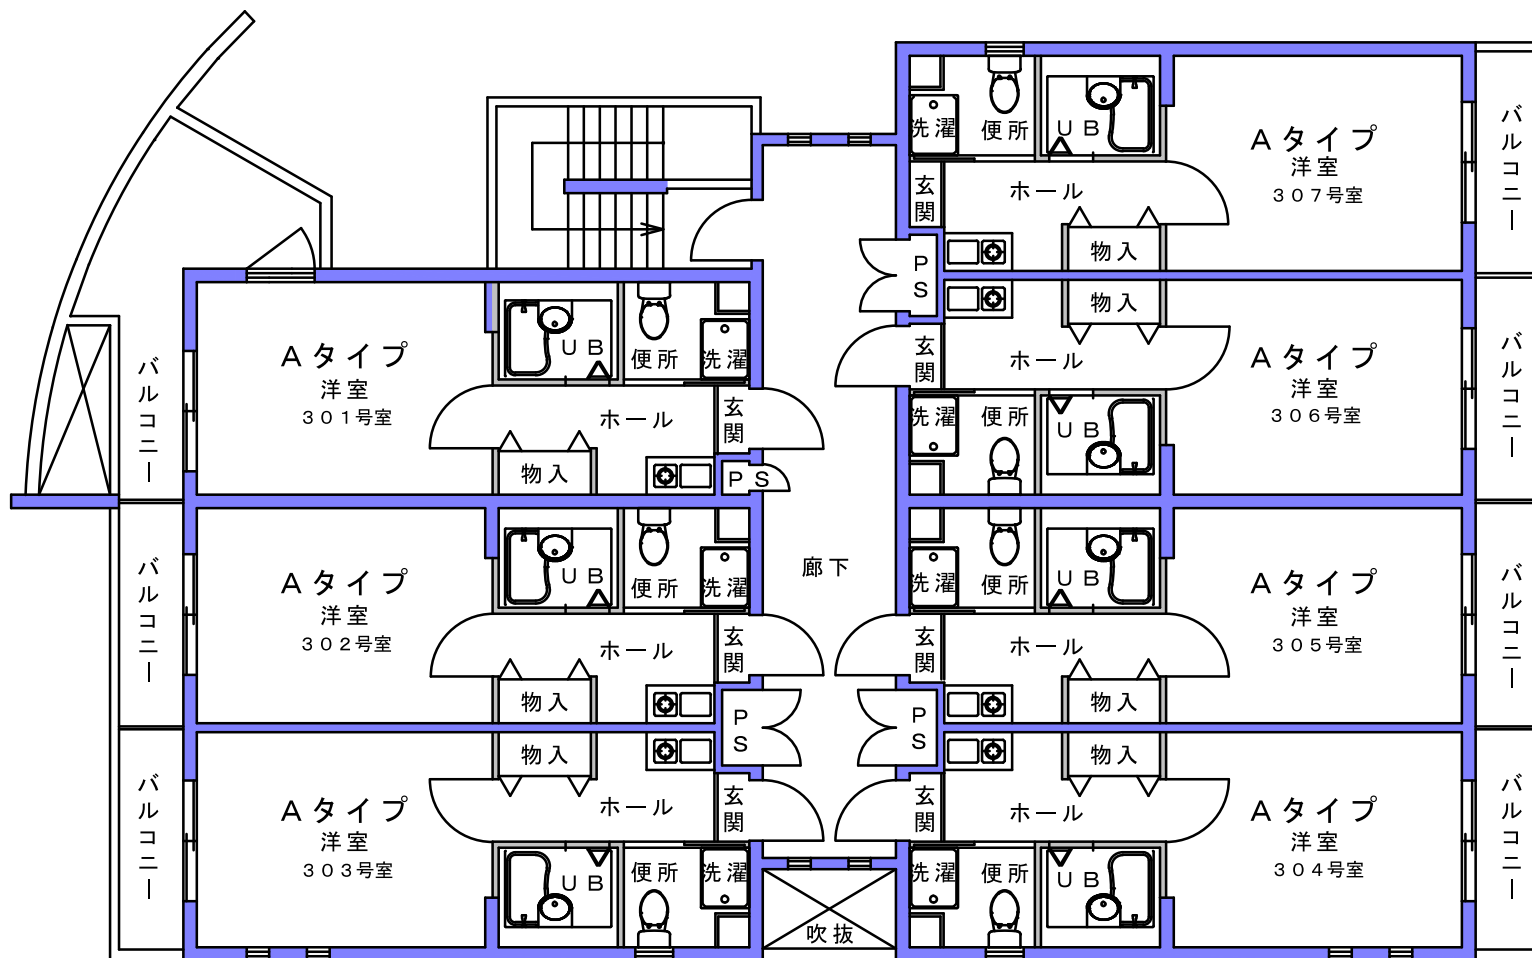 Aタイプ
洋室
301号室
バルコニー
UB
便所
洗濯
ホール
玄関
物入
PS
Aタイプ
洋室
302号室
バルコニー
UB
便所
洗濯
ホール
玄関
物入
PS
Aタイプ
洋室
303号室
バルコニー
物入
ホール
玄関
UB
便所
洗濯
廊下
吹抜
洗濯
便所
UB
Aタイプ
洋室
307号室
バルコニー
玄関
ホール
物入
PS
物入
玄関
ホール
Aタイプ
洋室
306号室
バルコニー
洗濯
便所
UB
洗濯
便所
UB
Aタイプ
洋室
305号室
バルコニー
玄関
ホール
物入
PS
物入
玄関
ホール
Aタイプ
洋室
304号室
バルコニー
洗濯
便所
UB